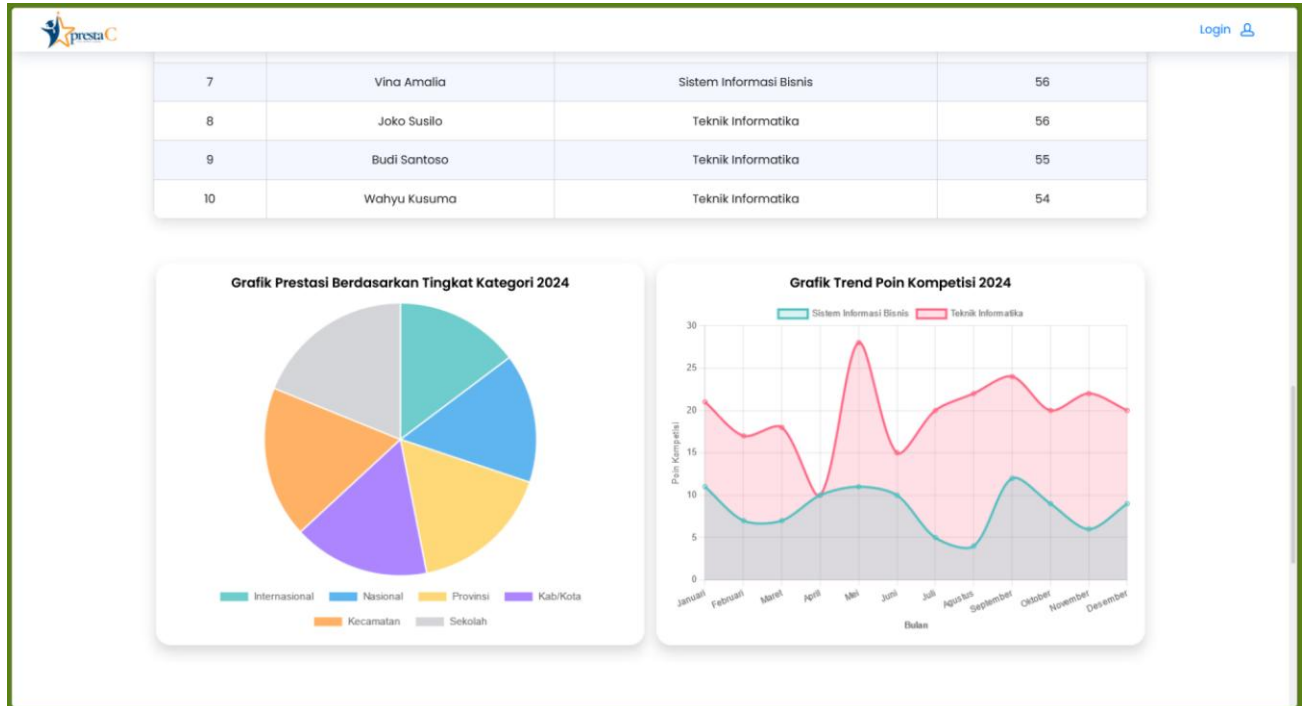 presta C
Login
7 Vina Amalia Sistem Informasi Bisnis 56
8 Joko Susilo Teknik Informatika 56
9 Budi Santoso Teknik Informatika 55
10 Wahyu Kusuma Teknik Informatika 54
Grafik Prestasi Berdasarkan Tingkat Kategori 2024
Internasional Nasional Provinsi Kab/Kota
Kecamatan Sekolah
Grafik Trend Poin Kompetisi 2024
Sistem Informasi Bisnis Teknik Informatika
30
25
20
15
10
5
0
Poin Kompetisi
Januari Februari Maret April Mei Juni Juli Agustus September Oktober November Desember
Bulan